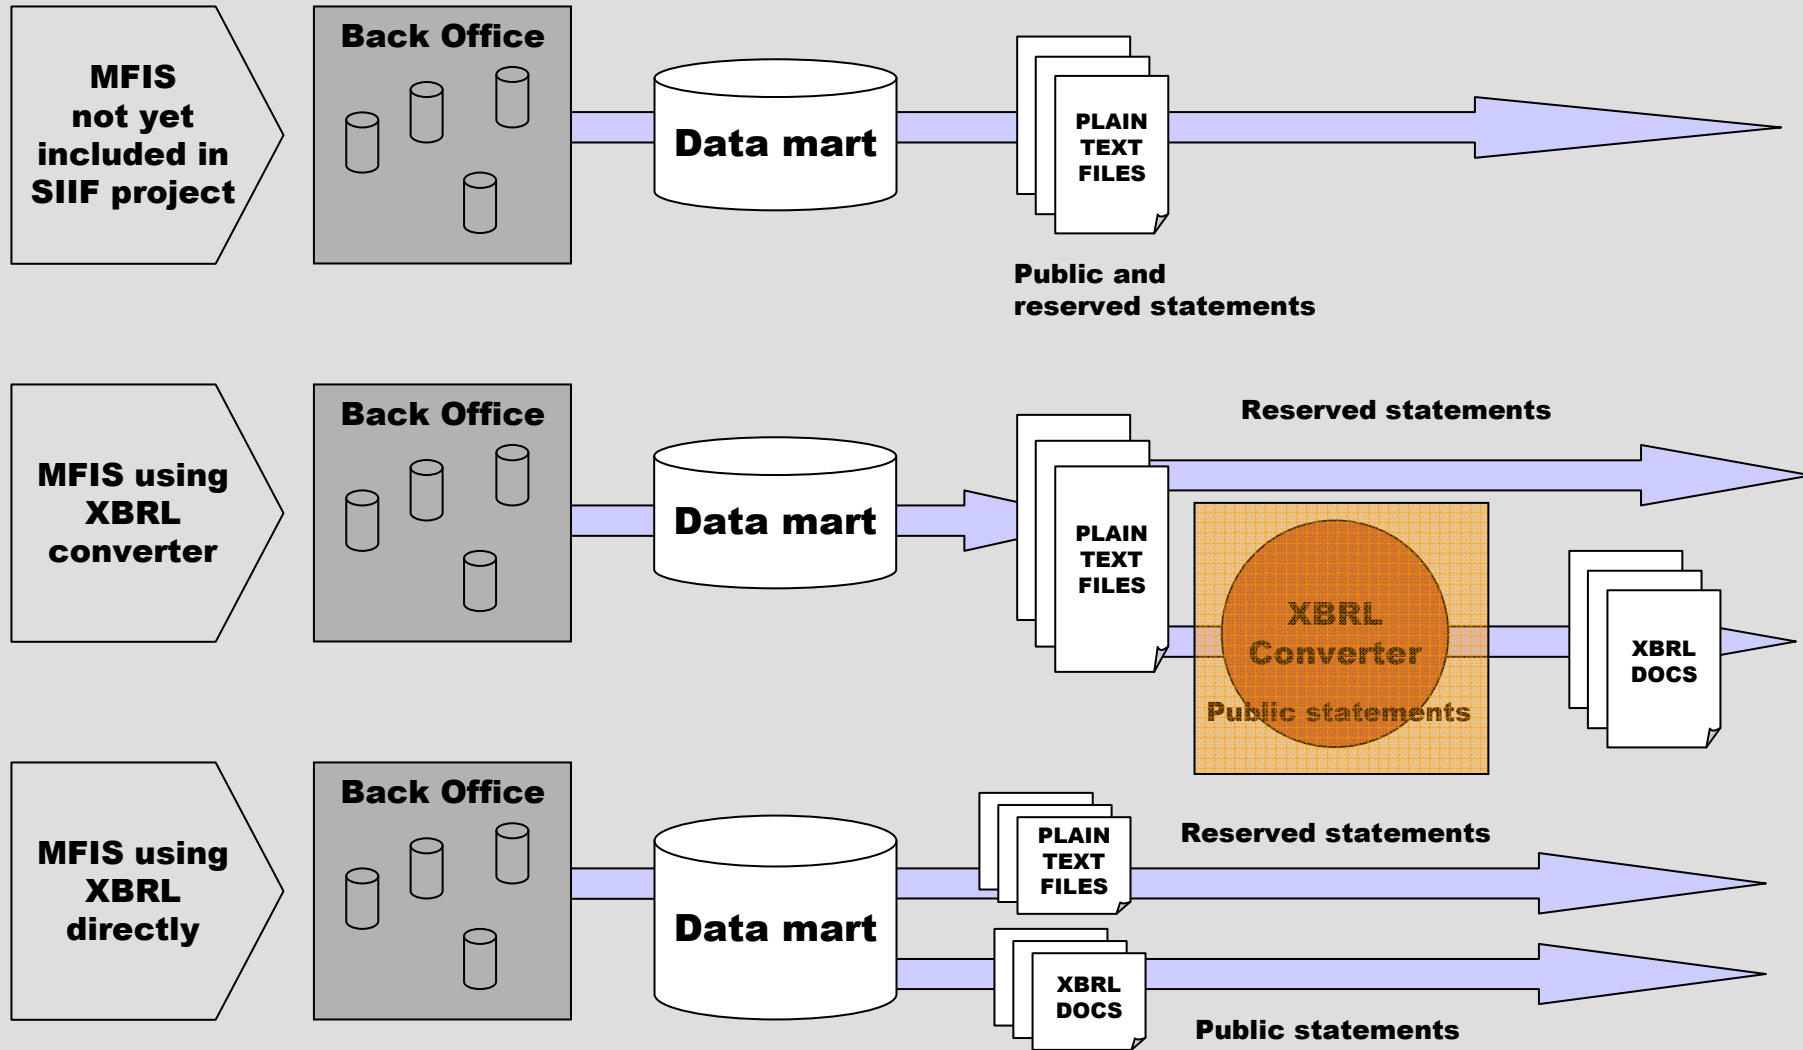 MFIS
not yet
included in
SIIF project
Back Office
Data mart
PLAIN
TEXT
FILES
Public and
reserved statements
MFIS using
XBRL
converter
Back Office
Data mart
PLAIN
TEXT
FILES
Reserved statements
XBRL
Converter
Public statements
XBRL
DOCS
MFIS using
XBRL
directly
Back Office
Data mart
PLAIN
TEXT
FILES
Reserved statements
XBRL
DOCS
Public statements